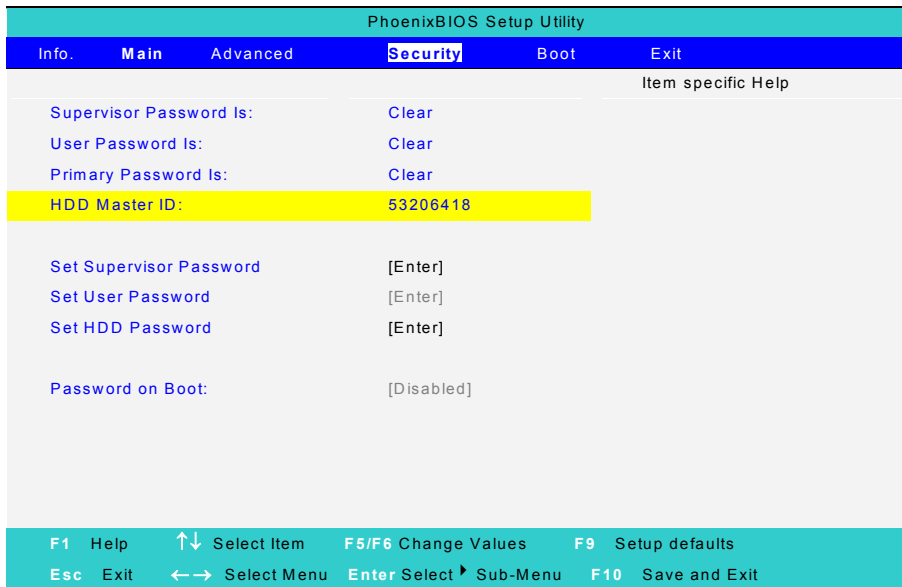 PhoenixBIOS Setup Utility
Info. Main Advanced Security Boot Exit
Item specific Help
Supervisor Password Is: Clear
User Password Is: Clear
Primary Password Is: Clear
HDD Master ID: 53206418
Set Supervisor Password [Enter]
Set User Password [Enter]
Set HDD Password [Enter]
Password on Boot: [Disabled]
F1 Help ↑↓ Select Item F5/F6 Change Values F9 Setup defaults
Esc Exit ←→ Select Menu Enter Select ▸ Sub-Menu F10 Save and Exit